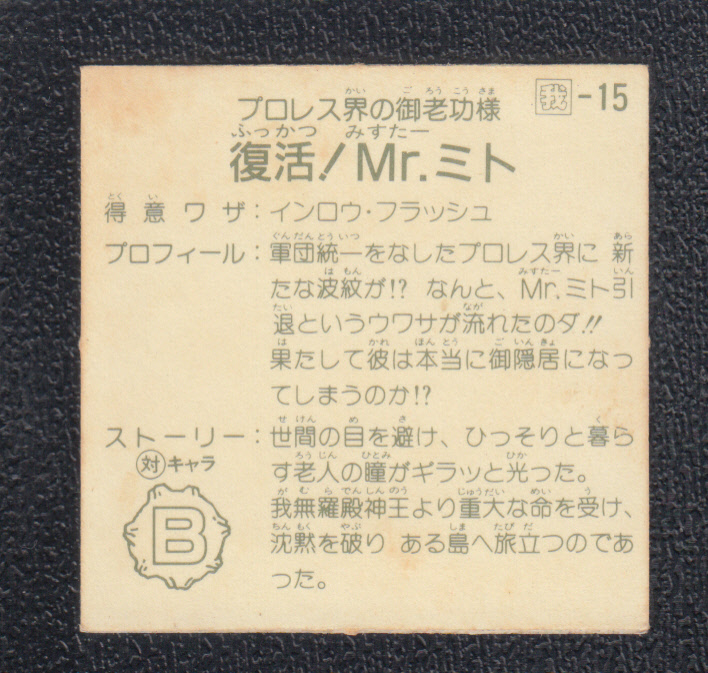 プロレス界の御老功様
-15
復活!Mr.ミト
得意ワザ:インロウ・フラッシュ
プロフィール:軍団統一をなしたプロレス界に 新
たな波紋が!? なんと、Mr.ミト引
退というウワサが流れたのダ!!
果たして彼は本当に御隠居になっ
てしまうのか!?
ストーリー:世間の目を避け、ひっそりと暮ら
す老人の瞳がギラッと光った。
対キャラ
我無羅殿神王より重大な命を受け、
B
沈黙を破り ある島へ旅立つのであ
った。